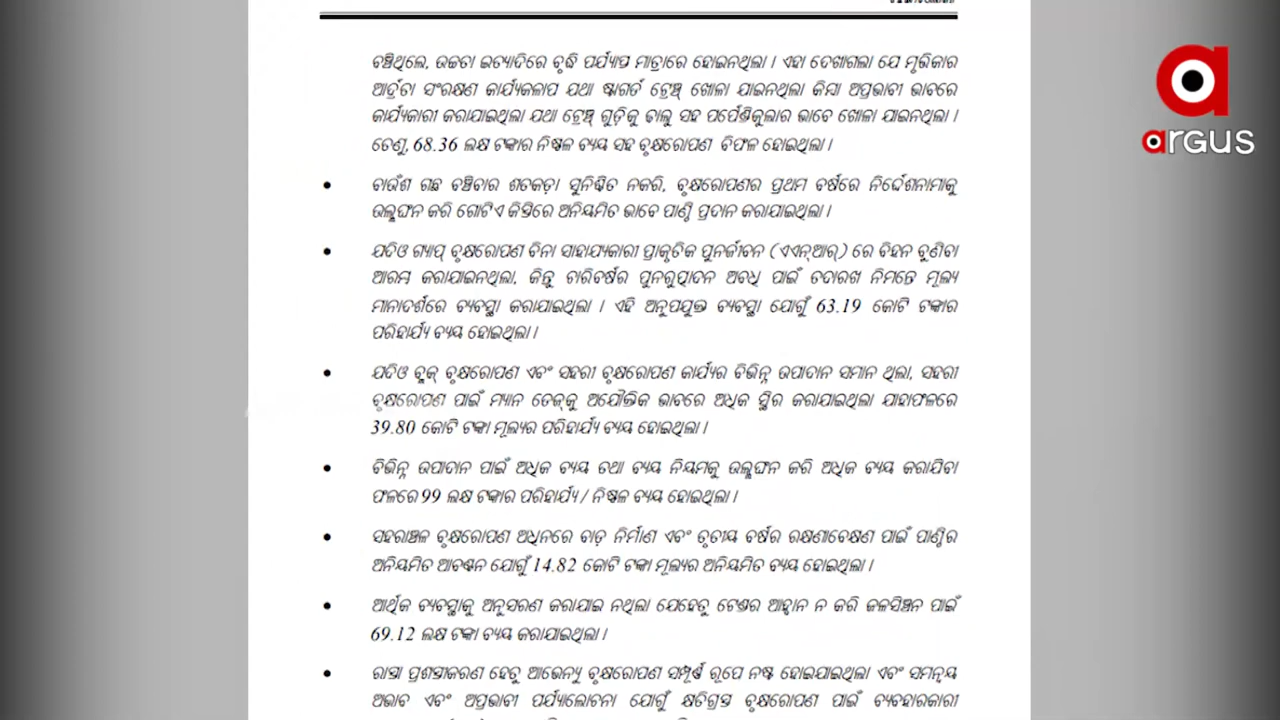 ବଞ୍ଚିଥିଲେ, ଉଚ୍ଚତା ଇତ୍ୟାଦିରେ ବୃଦ୍ଧି ପର୍ଯ୍ୟାପ୍ତ ମାତ୍ରାରେ ହୋଇନଥିଲା । ଏହା ଦେଖାଗଲା ଯେ ମୃତ୍ତିକାର
ଆର୍ଦ୍ରତା ସଂରକ୍ଷଣ କାର୍ଯ୍ୟକଳାପ ଯଥା ଷ୍ଟାଗର୍ଡ ଟ୍ରେଞ୍ଚ୍ ଖୋଳା ଯାଇନଥିଲା କିମ୍ବା ଅପ୍ରଭାବୀ ଭାବରେ
କାର୍ଯ୍ୟକାରୀ କରାଯାଇଥିଲା ଯଥା ଟ୍ରେଞ୍ଚ୍ ଗୁଡ଼ିକୁ ଢାଲୁ ସହ ପର୍ପେଣ୍ଡିକୁଲାର ଭାବେ ଖୋଳା ଯାଇନଥିଲା ।
ତେଣୁ, 68.36 ଲକ୍ଷ ଟଙ୍କାର ନିଷ୍ଫଳ ବ୍ୟୟ ସହ ବୃକ୍ଷରୋପଣ ବିଫଳ ହୋଇଥିଲା ।
• ବାଉଁଶ ଗଛ ବଞ୍ଚିବାର ଶତକଡ଼ା ସୁନିଶ୍ଚିତ ନକରି, ବୃକ୍ଷରୋପଣର ପ୍ରଥମ ବର୍ଷରେ ନିର୍ଦ୍ଦେଶନାମାକୁ
ଉଲ୍ଲଂଘନ କରି ଗୋଟିଏ କିସ୍ତିରେ ଅନିୟମିତ ଭାବେ ପାଣ୍ଠି ପ୍ରଦାନ କରାଯାଇଥିଲା ।
• ଯଦିଓ ଗ୍ୟାପ୍ ବୃକ୍ଷରୋପଣ ବିନା ସାହାଯ୍ୟକାରୀ ପ୍ରାକୃତିକ ପୁନର୍ଜୀବନ (ଏଏନ୍ଆର୍) ରେ ବିହନ ବୁଣିବା
ଆରମ୍ଭ କରାଯାଇନଥିଲା, କିନ୍ତୁ ଚାରିବର୍ଷର ପୁନରୁତ୍ପାଦନ ଅବଧି ପାଇଁ ତଦାରଖ ନିମନ୍ତେ ମୂଲ୍ୟ
ମାନାଦର୍ଶରେ ବ୍ୟବସ୍ଥା କରାଯାଇଥିଲା । ଏହି ଅନୁପଯୁକ୍ତ ବ୍ୟବସ୍ଥା ଯୋଗୁଁ 63.19 କୋଟି ଟଙ୍କାର
ପରିହାର୍ଯ୍ୟ ବ୍ୟୟ ହୋଇଥିଲା ।
• ଯଦିଓ ବ୍ଲକ୍ ବୃକ୍ଷରୋପଣ ଏବଂ ସହରୀ ବୃକ୍ଷରୋପଣ କାର୍ଯ୍ୟର ବିଭିନ୍ନ ଉପାଦାନ ସମାନ ଥିଲା, ସହରୀ
ବୃକ୍ଷରୋପଣ ପାଇଁ ମ୍ୟାନ ଡେଜ୍‌କୁ ଅଯୌକ୍ତିକ ଭାବରେ ଅଧିକ ସ୍ଥିର କରାଯାଇଥିଲା ଯାହାଫଳରେ
39.80 କୋଟି ଟଙ୍କା ମୂଲ୍ୟର ପରିହାର୍ଯ୍ୟ ବ୍ୟୟ ହୋଇଥିଲା ।
• ବିଭିନ୍ନ ଉପାଦାନ ପାଇଁ ଅଧିକ ବ୍ୟୟ ତଥା ବ୍ୟୟ ନିୟମକୁ ଉଲ୍ଲଂଘନ କରି ଅଧିକ ବ୍ୟୟ କରାଯିବା
ଫଳରେ 99 ଲକ୍ଷ ଟଙ୍କାର ପରିହାର୍ଯ୍ୟ / ନିଷ୍ଫଳ ବ୍ୟୟ ହୋଇଥିଲା ।
• ସହରାଞ୍ଚଳ ବୃକ୍ଷରୋପଣ ଅଧିନରେ ବାଡ଼ ନିର୍ମାଣ ଏବଂ ତୃତୀୟ ବର୍ଷର ରକ୍ଷଣାବେକ୍ଷଣ ପାଇଁ ପାଣ୍ଠିର
ଅନିୟମିତ ଆବଣ୍ଟନ ଯୋଗୁଁ 14.82 କୋଟି ଟଙ୍କା ମୂଲ୍ୟର ଅନିୟମିତ ବ୍ୟୟ ହୋଇଥିଲା ।
• ଆର୍ଥିକ ବ୍ୟବସ୍ଥାକୁ ଅନୁସରଣ କରାଯାଇ ନଥିଲା ଯେହେତୁ ଟେଣ୍ଡର ଆହ୍ୱାନ ନ କରି ଜଳସିଞ୍ଚନ ପାଇଁ
69.12 ଲକ୍ଷ ଟଙ୍କା ବ୍ୟୟ କରାଯାଇଥିଲା ।
• ରାସ୍ତା ପ୍ରଶସ୍ତୀକରଣ ହେତୁ ଆଭେନ୍ୟୁ ବୃକ୍ଷରୋପଣ ସମ୍ପୂର୍ଣ୍ଣ ରୂପେ ନଷ୍ଟ ହୋଇଯାଇଥିଲା ଏବଂ ସମନ୍ୱୟ
ଅଭାବ ଏବଂ ଅପ୍ରଭାବୀ ପର୍ଯ୍ୟାଲୋଚନା ଯୋଗୁଁ କ୍ଷତିଗ୍ରସ୍ତ ବୃକ୍ଷରୋପଣ ପାଇଁ ବ୍ୟବହାରକାରୀ
argus